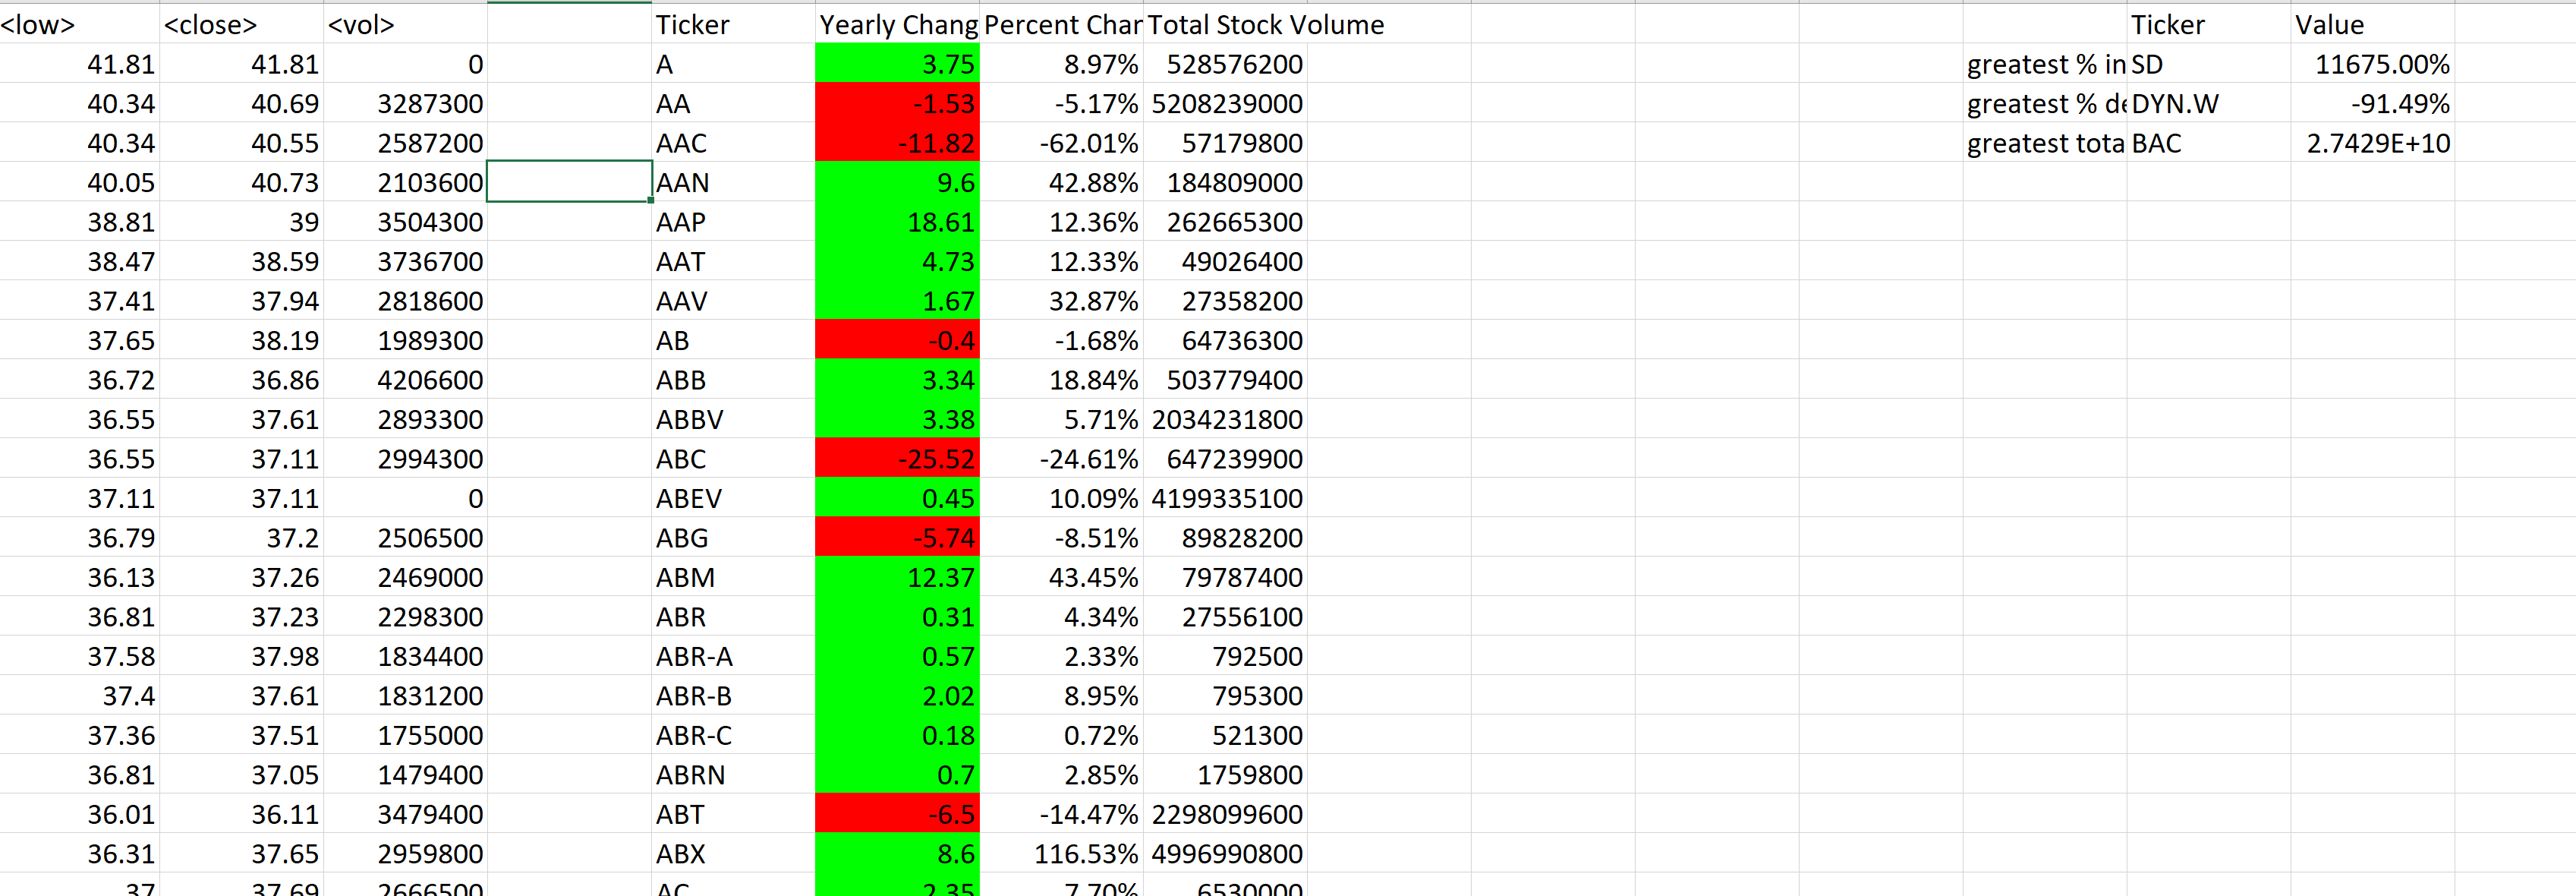 <low> <close> <vol> Ticker Yearly Chang Percent Char Total Stock Volume Ticker Value
41.81 41.81 0 A 3.75 8.97% 528576200 greatest % in SD 11675.00%
40.34 40.69 3287300 AA -1.53 -5.17% 5208239000 greatest % de DYN.W -91.49%
40.34 40.55 2587200 AAC -11.82 -62.01% 57179800 greatest tota BAC 2.7429E+10
40.05 40.73 2103600 AAN 9.6 42.88% 184809000
38.81 39 3504300 AAP 18.61 12.36% 262665300
38.47 38.59 3736700 AAT 4.73 12.33% 49026400
37.41 37.94 2818600 AAV 1.67 32.87% 27358200
37.65 38.19 1989300 AB -0.4 -1.68% 64736300
36.72 36.86 4206600 ABB 3.34 18.84% 503779400
36.55 37.61 2893300 ABBV 3.38 5.71% 2034231800
36.55 37.11 2994300 ABC -25.52 -24.61% 647239900
37.11 37.11 0 ABEV 0.45 10.09% 4199335100
36.79 37.2 2506500 ABG -5.74 -8.51% 89828200
36.13 37.26 2469000 ABM 12.37 43.45% 79787400
36.81 37.23 2298300 ABR 0.31 4.34% 27556100
37.58 37.98 1834400 ABR-A 0.57 2.33% 792500
37.4 37.61 1831200 ABR-B 2.02 8.95% 795300
37.36 37.51 1755000 ABR-C 0.18 0.72% 521300
36.81 37.05 1479400 ABRN 0.7 2.85% 1759800
36.01 36.11 3479400 ABT -6.5 -14.47% 2298099600
36.31 37.65 2959800 ABX 8.6 116.53% 4996990800
37 37.69 2666500 AC 2.35 7.70% 6530000